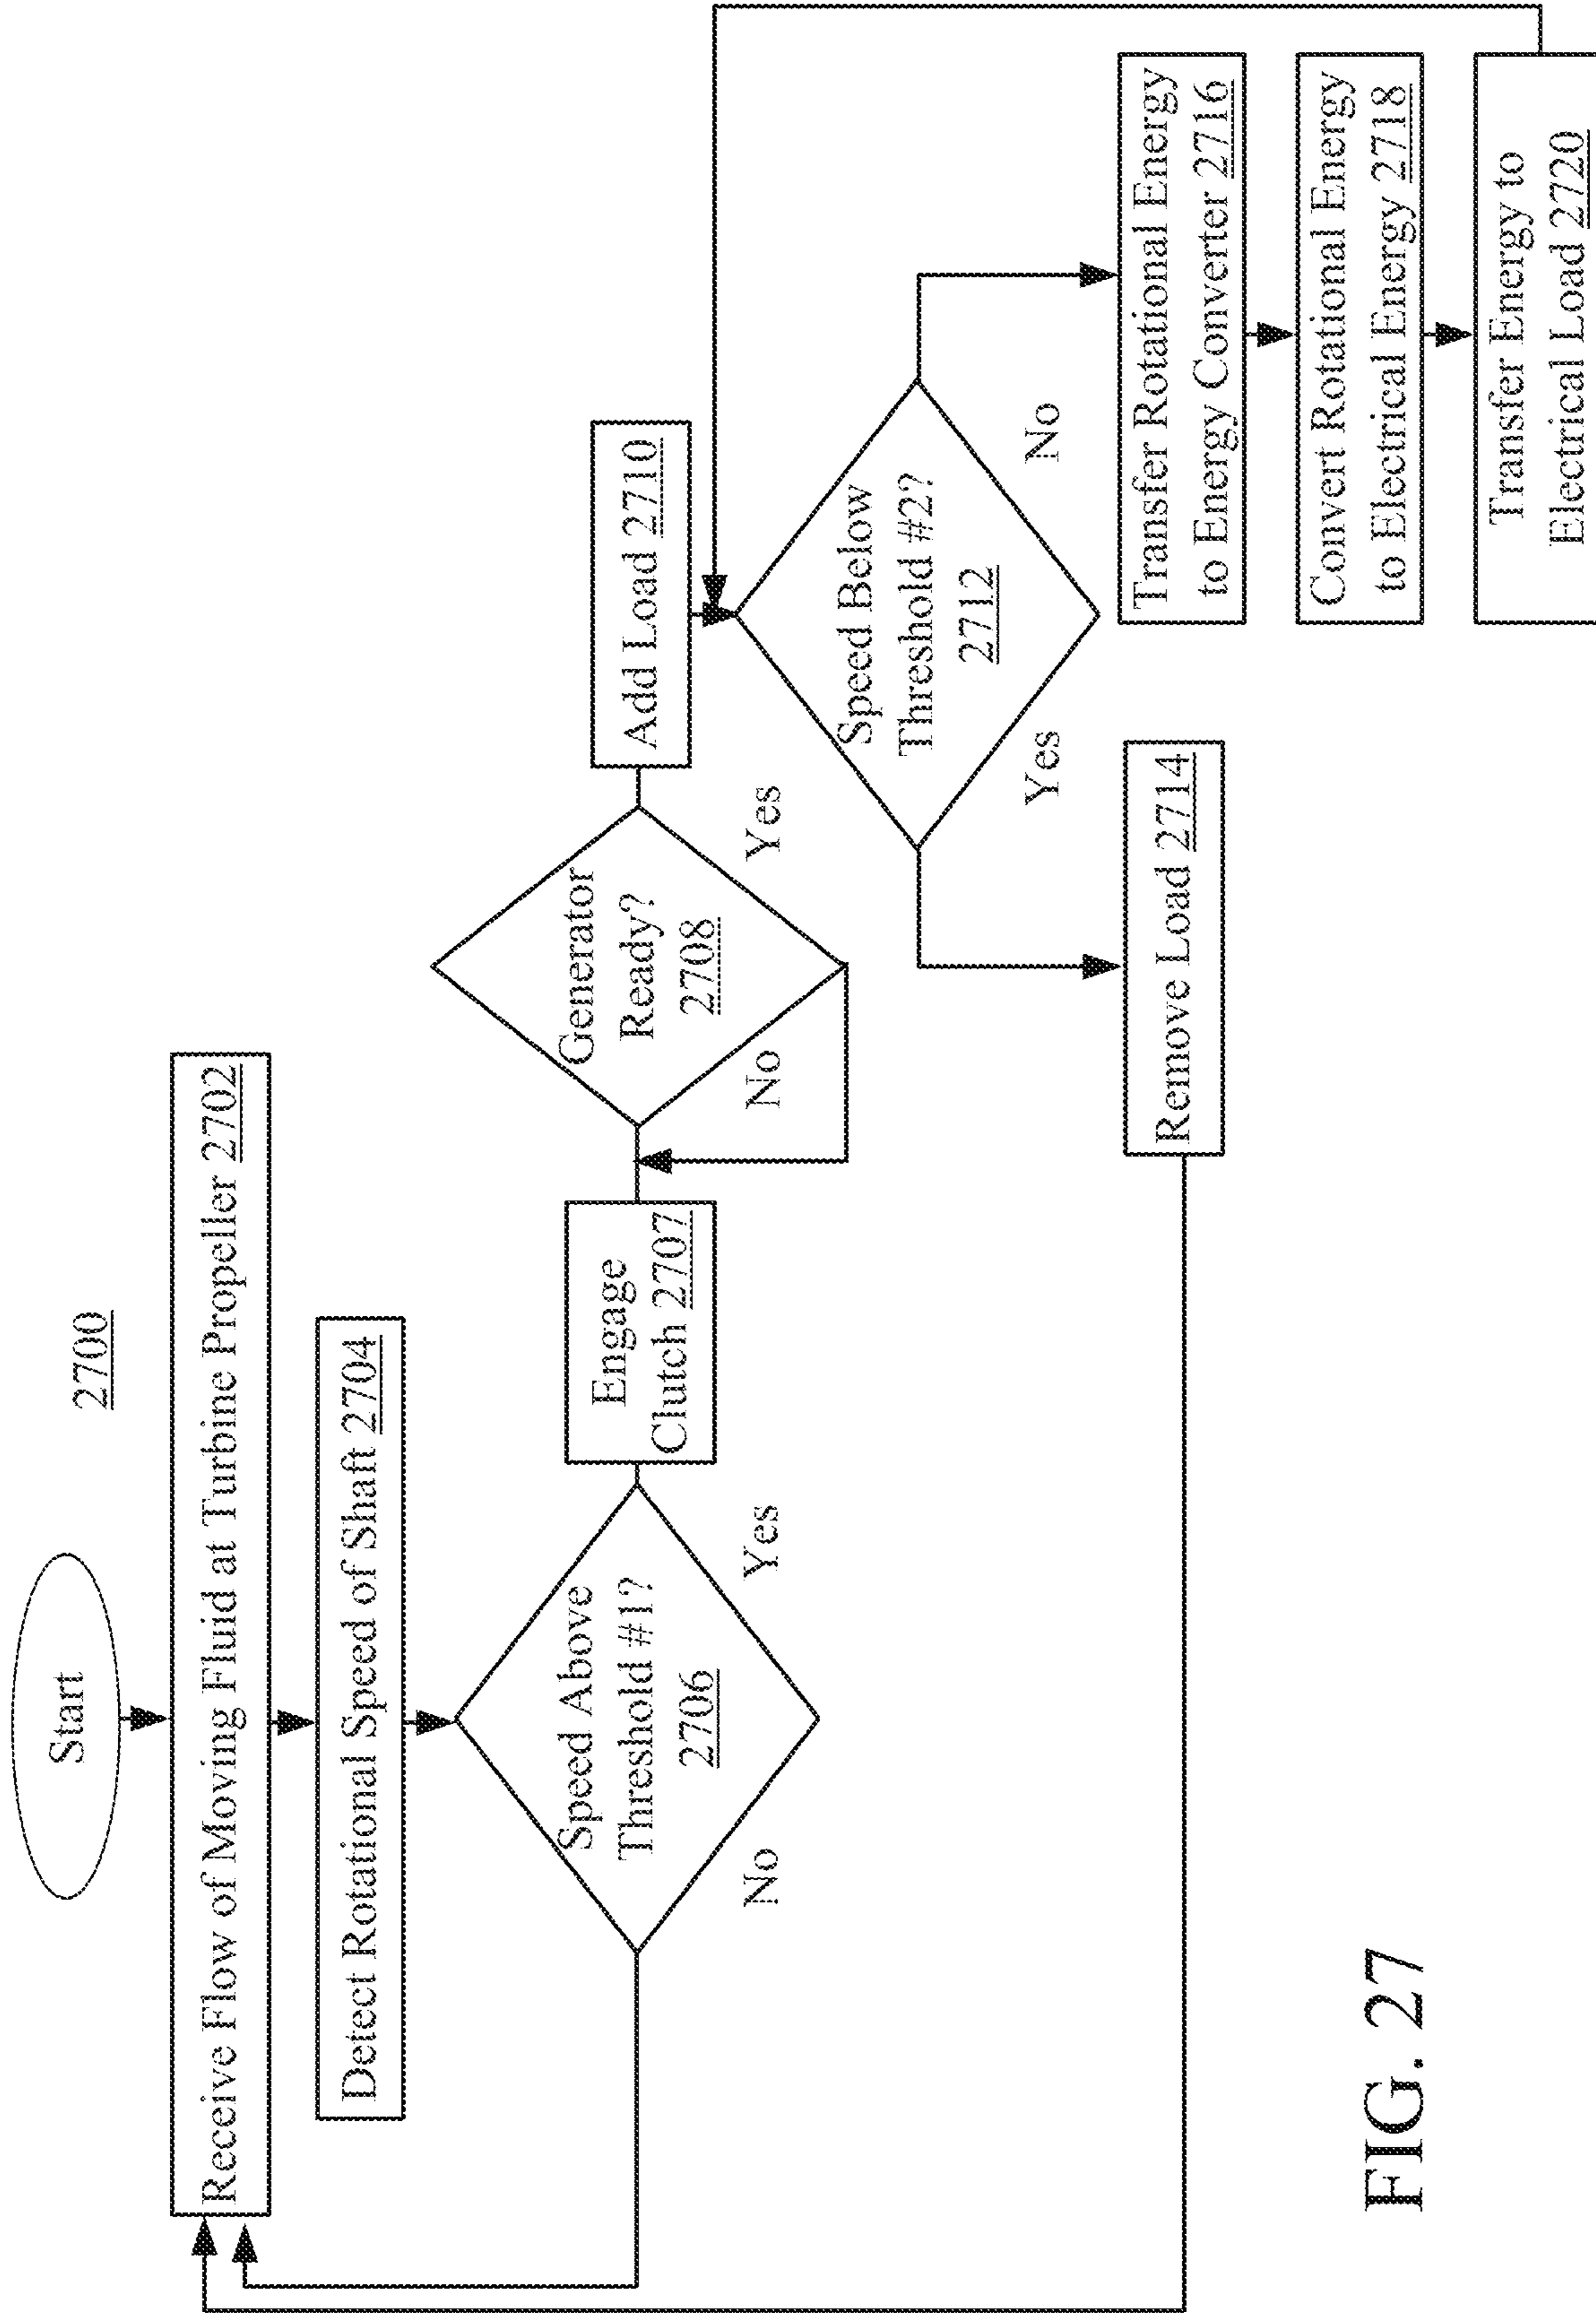 2700
Start
Receive Flow of Moving Fluid at Turbine Propeller 2702
Detect Rotational Speed of Shaft 2704
Speed Above
Threshold #1?
2706
No
Yes
Engage
Clutch 2707
Generator
Ready?
2708
No
Yes
Add Load 2710
Speed Below
Threshold #2?
2712
Yes
No
Remove Load 2714
Transfer Rotational Energy
to Energy Converter 2716
Convert Rotational Energy
to Electrical Energy 2718
Transfer Energy to
Electrical Load 2720
FIG. 27